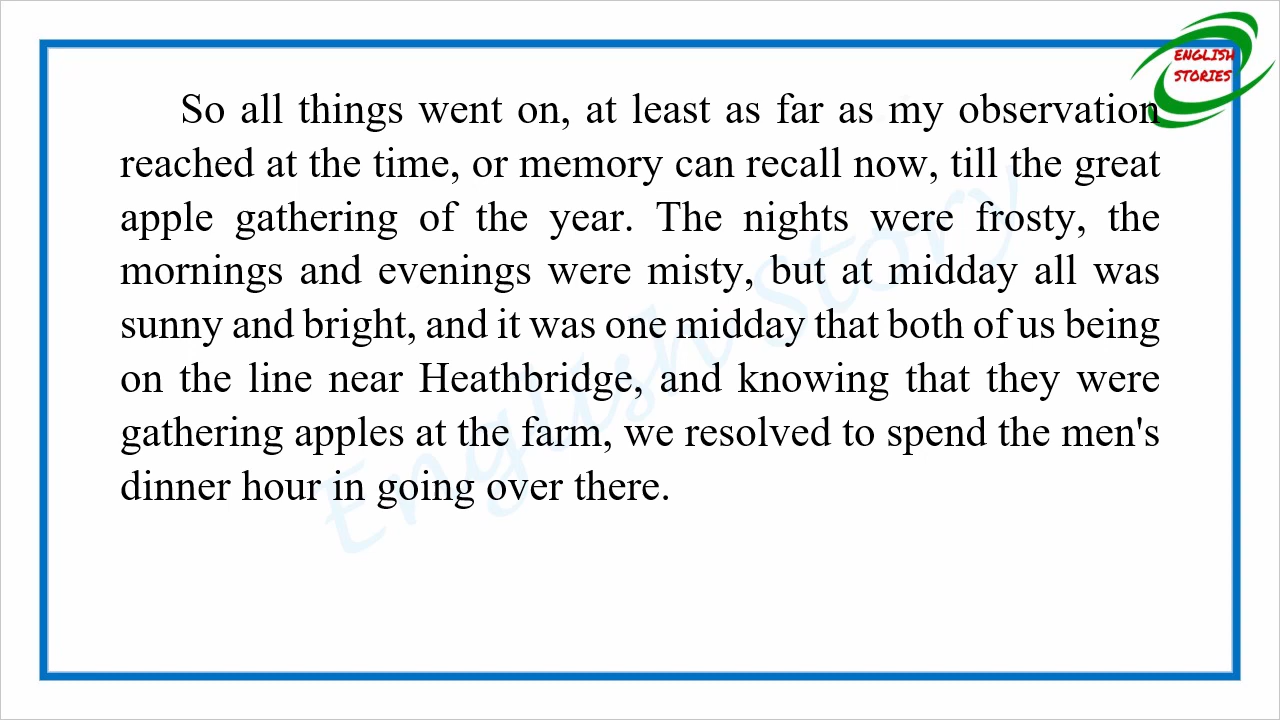 ENGLISH
STORIES
So all things went on, at least as far as my observation
reached at the time, or memory can recall now, till the great
apple gathering of the year. The nights were frosty, the
mornings and evenings were misty, but at midday all was
sunny and bright, and it was one midday that both of us being
on the line near Heathbridge, and knowing that they were
gathering apples at the farm, we resolved to spend the men's
dinner hour in going over there.
English Story